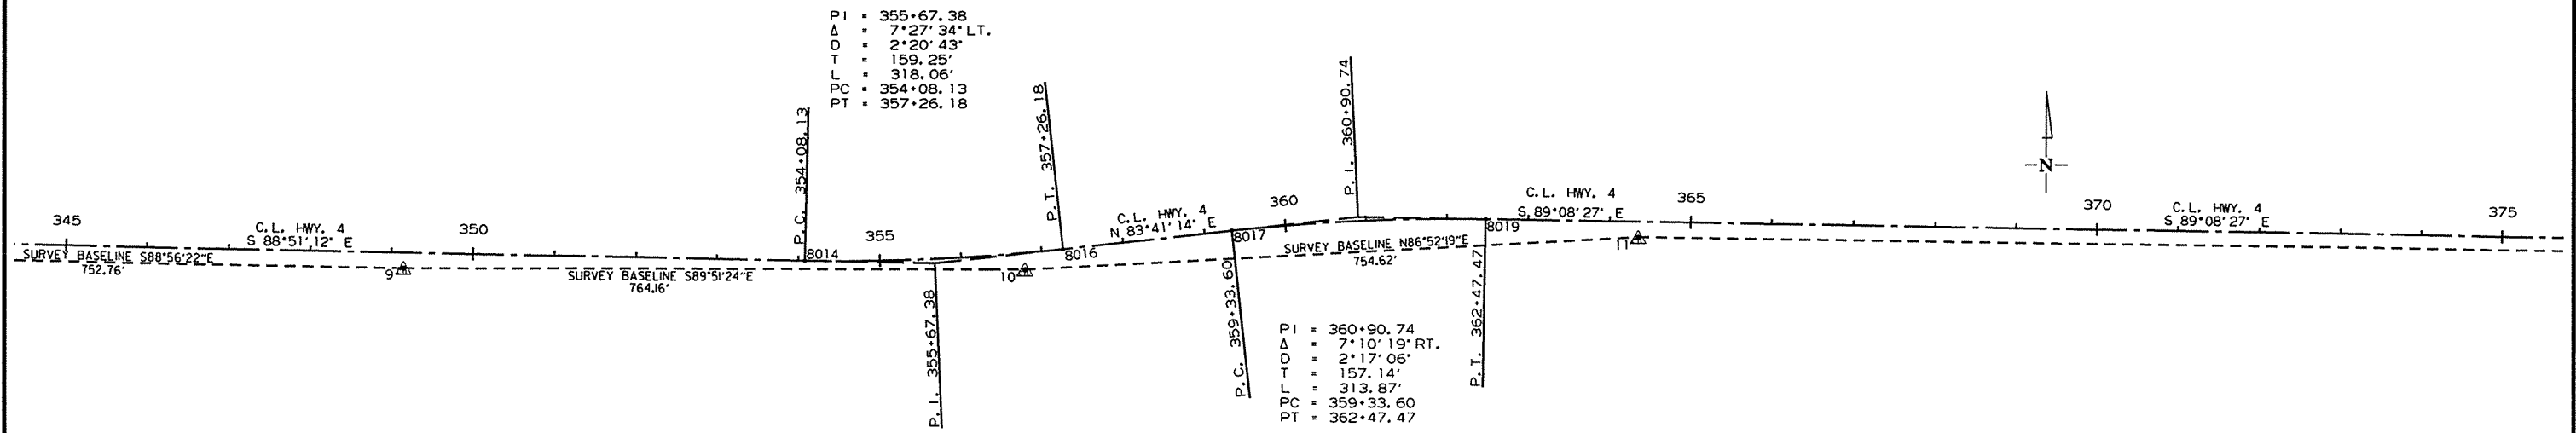 PI = 355+67.38
Δ = 7°27'34" LT.
D = 2°20'43"
T = 159.25'
L = 318.06'
PC = 354+08.13
PT = 357+26.18
P.C. 354+08.13
P.T. 357+26.18
P.I. 360+90.74
N
345
C.L. HWY. 4
S 88°51'12" E
350
355
C.L. HWY. 4
N 83°41'14" E
360
C.L. HWY. 4
S 89°08'27" E
365
370
C.L. HWY. 4
S 89°08'27" E
375
SURVEY BASELINE S88°56'22"E
752.76'
9
SURVEY BASELINE S89°51'24"E
764.16'
8014
10
8016
8017
SURVEY BASELINE N86°52'19"E
754.62'
8019
11
P.I. 355+67.38
P.C. 359+33.60
P.T. 362+47.47
PI = 360+90.74
Δ = 7°10'19" RT.
D = 2°17'06"
T = 157.14'
L = 313.87'
PC = 359+33.60
PT = 362+47.47